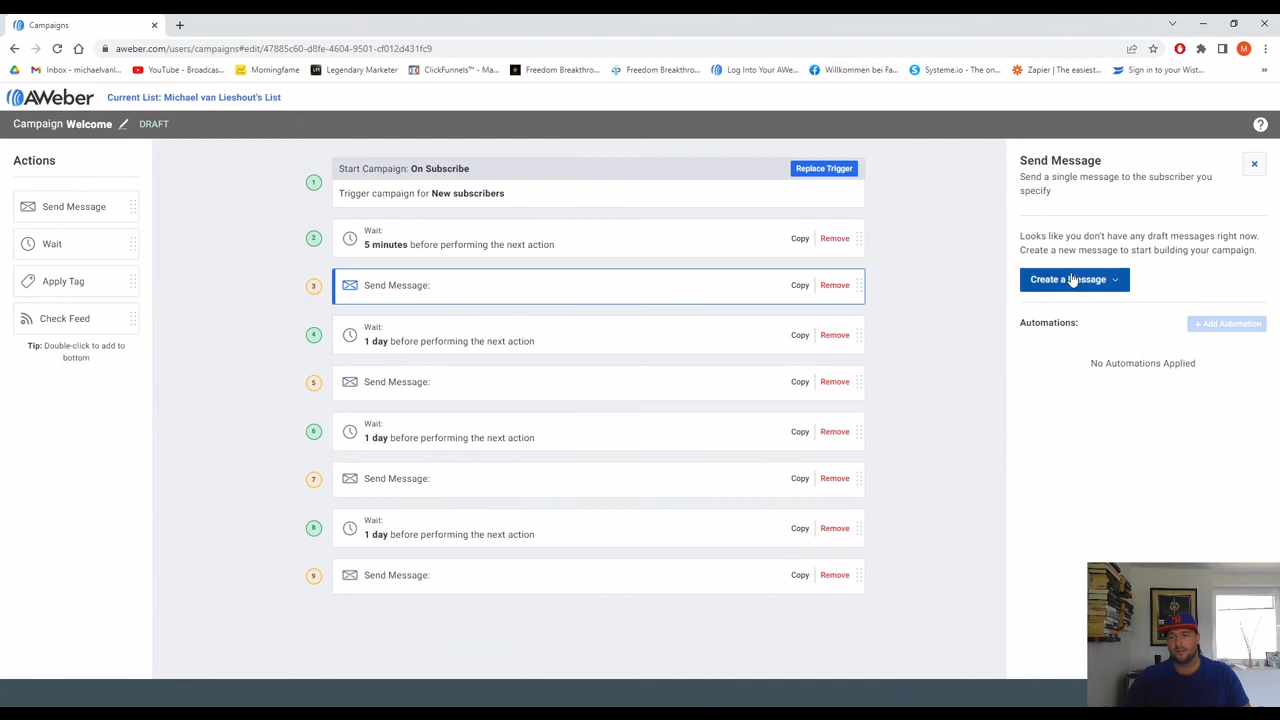 Campaigns
aweber.com/users/campaigns#edit/47885c60-d8fe-4604-9501-cf012d431fc9
M
Inbox - michaelvanl...
YouTube - Broadcas...
Morningfame
Legendary Marketer
ClickFunnels™ - Ma...
Freedom Breakthro...
Freedom Breakthro...
Log Into Your AWe...
Willkommen bei Fa...
Systeme.io - The on...
Zapier | The easiest...
Sign in to your Wist...
AWeber
Current List: Michael van Lieshout's List
Campaign Welcome
DRAFT
?
Actions
Send Message
Wait
Apply Tag
Check Feed
Tip: Double-click to add to
bottom
1
Start Campaign: On Subscribe
Replace Trigger
Trigger campaign for New subscribers
2
Wait:
5 minutes before performing the next action
Copy
Remove
3
Send Message:
Copy
Remove
4
Wait:
1 day before performing the next action
Copy
Remove
5
Send Message:
Copy
Remove
6
Wait:
1 day before performing the next action
Copy
Remove
7
Send Message:
Copy
Remove
8
Wait:
1 day before performing the next action
Copy
Remove
9
Send Message:
Copy
Remove
Send Message
Send a single message to the subscriber you
specify
Looks like you don't have any draft messages right now.
Create a new message to start building your campaign.
Create a Message
Automations:
+ Add Automation
No Automations Applied